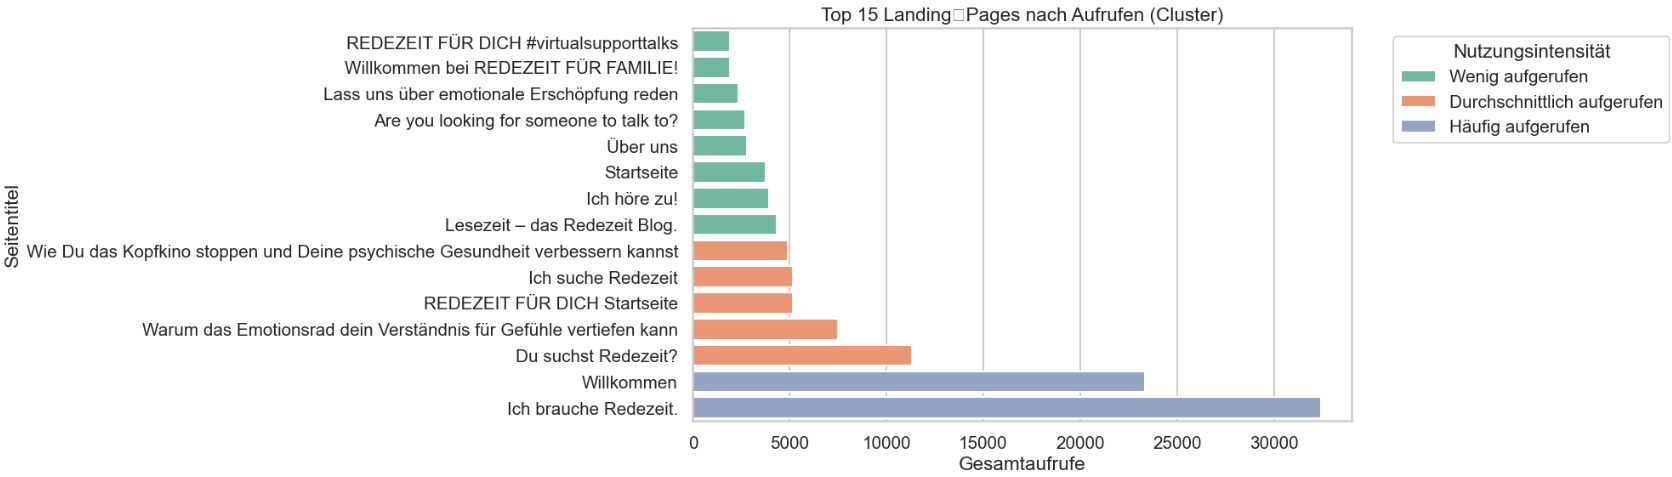 Top 15 Landing□Pages nach Aufrufen (Cluster)
Seitentitel
REDEZEIT FÜR DICH #virtualsupporttalks
Willkommen bei REDEZEIT FÜR FAMILIE!
Lass uns über emotionale Erschöpfung reden
Are you looking for someone to talk to?
Über uns
Startseite
Ich höre zu!
Lesezeit – das Redezeit Blog.
Wie Du das Kopfkino stoppen und Deine psychische Gesundheit verbessern kannst
Ich suche Redezeit
REDEZEIT FÜR DICH Startseite
Warum das Emotionsrad dein Verständnis für Gefühle vertiefen kann
Du suchst Redezeit?
Willkommen
Ich brauche Redezeit.
0 5000 10000 15000 20000 25000 30000
Gesamtaufrufe
Nutzungsintensität
Wenig aufgerufen
Durchschnittlich aufgerufen
Häufig aufgerufen